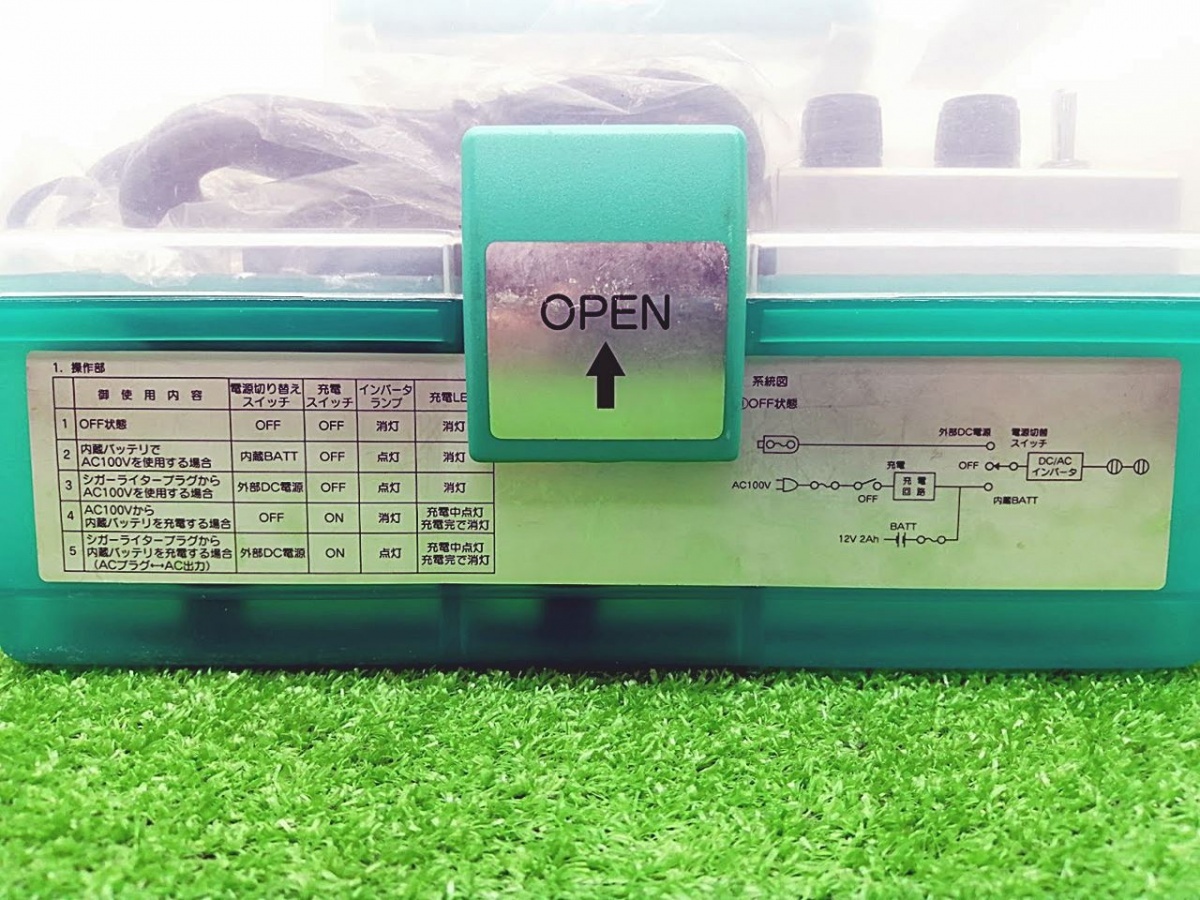 OPEN
1. 操作部
御使用内容 電源切り替えスイッチ 充電スイッチ インバータランプ 充電LE
1 OFF状態 OFF OFF 消灯 消灯
2 内蔵バッテリで AC100Vを使用する場合 内蔵BATT OFF 点灯 消灯
3 シガーライタープラグから AC100Vを使用する場合 外部DC電源 OFF 点灯 消灯
4 AC100Vから 内蔵バッテリを充電する場合 OFF ON 消灯 充電中点灯 充電完で消灯
5 シガーライタープラグから 内蔵バッテリを充電する場合 (ACプラグ↔AC出力) 外部DC電源 ON 点灯 充電中点灯 充電完で消灯
系統図
OFF状態
外部DC電源
電源切替
スイッチ
OFF
DC/AC
インバータ
充電
AC100V
OFF
充電
回路
内蔵BATT
BATT
12V 2Ah